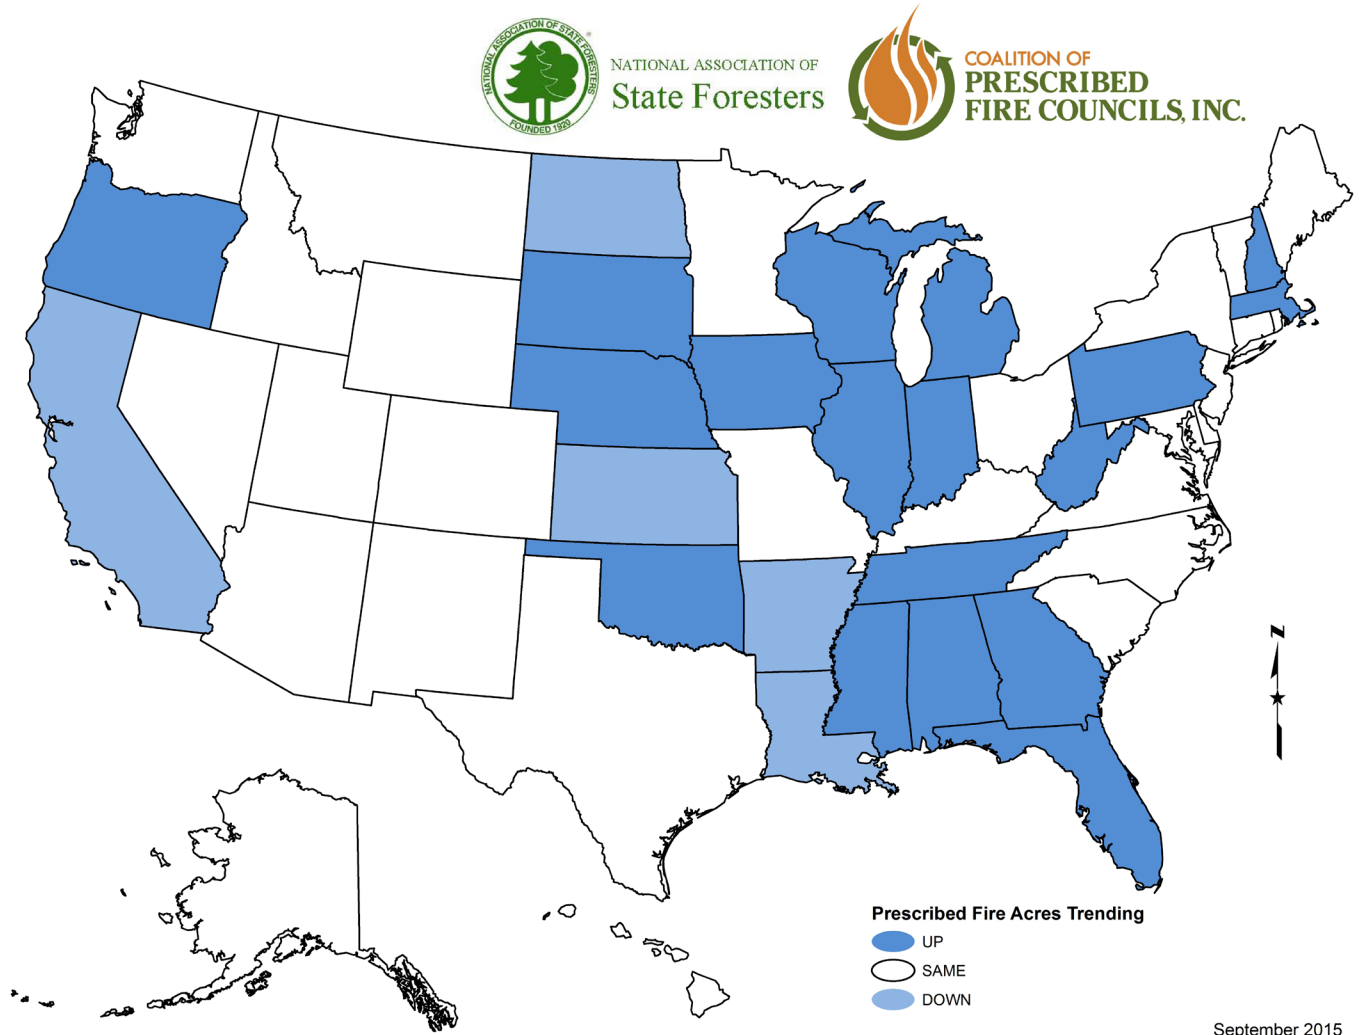 NATIONAL ASSOCIATION OF STATE FORESTERS
FOUNDED 1920
®
NATIONAL ASSOCIATION OF
State Foresters
COALITION OF
PRESCRIBED
FIRE COUNCILS, INC.
N
Prescribed Fire Acres Trending
UP
SAME
DOWN
September 2015